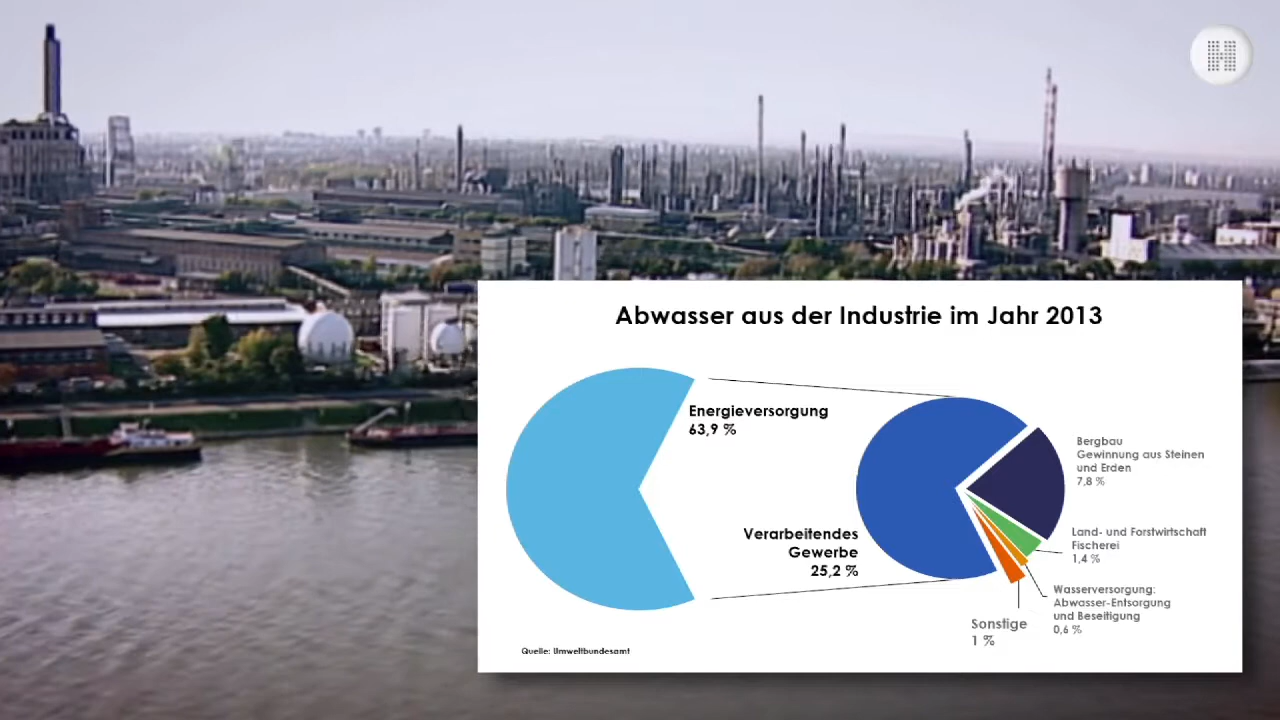 H
Abwasser aus der Industrie im Jahr 2013
Energieversorgung
63,9 %
Verarbeitendes
Gewerbe
25,2 %
Bergbau
Gewinnung aus Steinen
und Erden
7,8 %
Land- und Forstwirtschaft
Fischerei
1,4 %
Wasserversorgung:
Abwasser-Entsorgung
und Beseitigung
0,6 %
Sonstige
1 %
Quelle: Umweltbundesamt